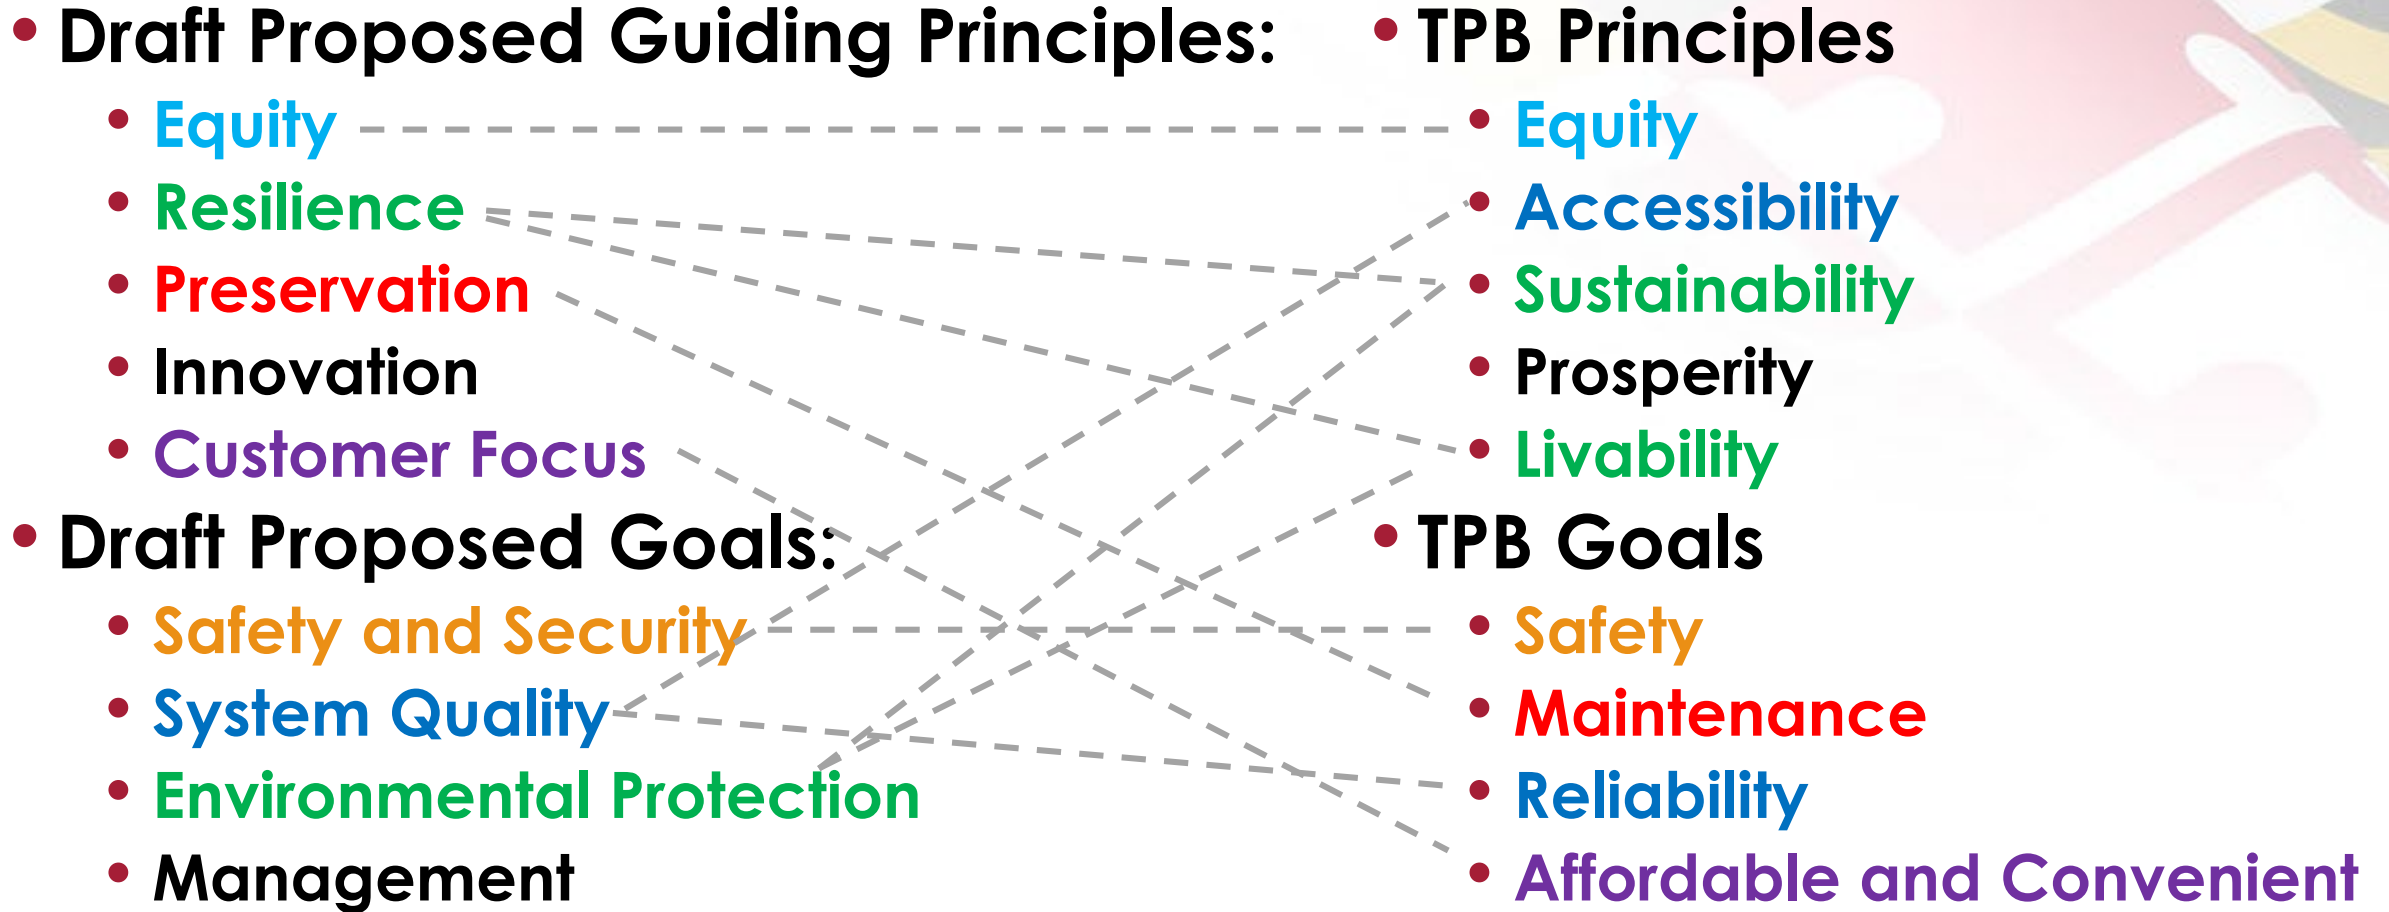 • Draft Proposed Guiding Principles:
• Equity
• Resilience
• Preservation
• Innovation
• Customer Focus
• Draft Proposed Goals:
• Safety and Security
• System Quality
• Environmental Protection
• Management
• TPB Principles
• Equity
• Accessibility
• Sustainability
• Prosperity
• Livability
• TPB Goals
• Safety
• Maintenance
• Reliability
• Affordable and Convenient